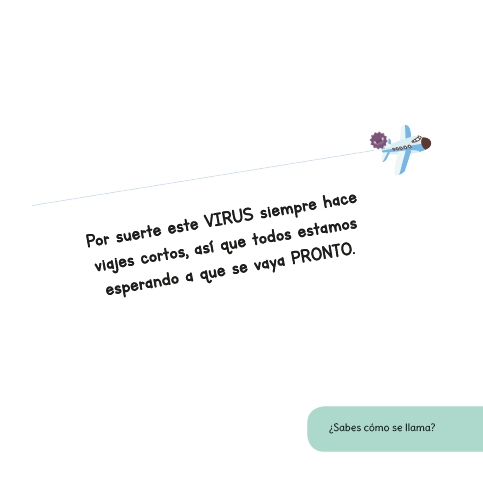 Por suerte este VIRUS siempre hace
viajes cortos, así que todos estamos
esperando a que se vaya PRONTO.
¿Sabes cómo se llama?